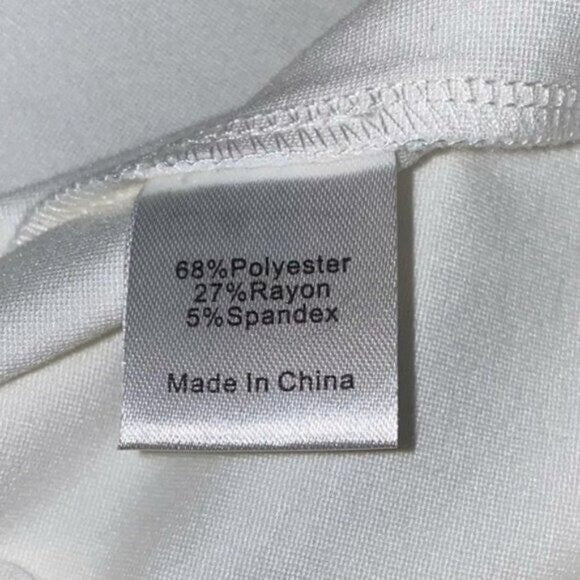 68%Polyester
27%Rayon
5%Spandex
Made In China